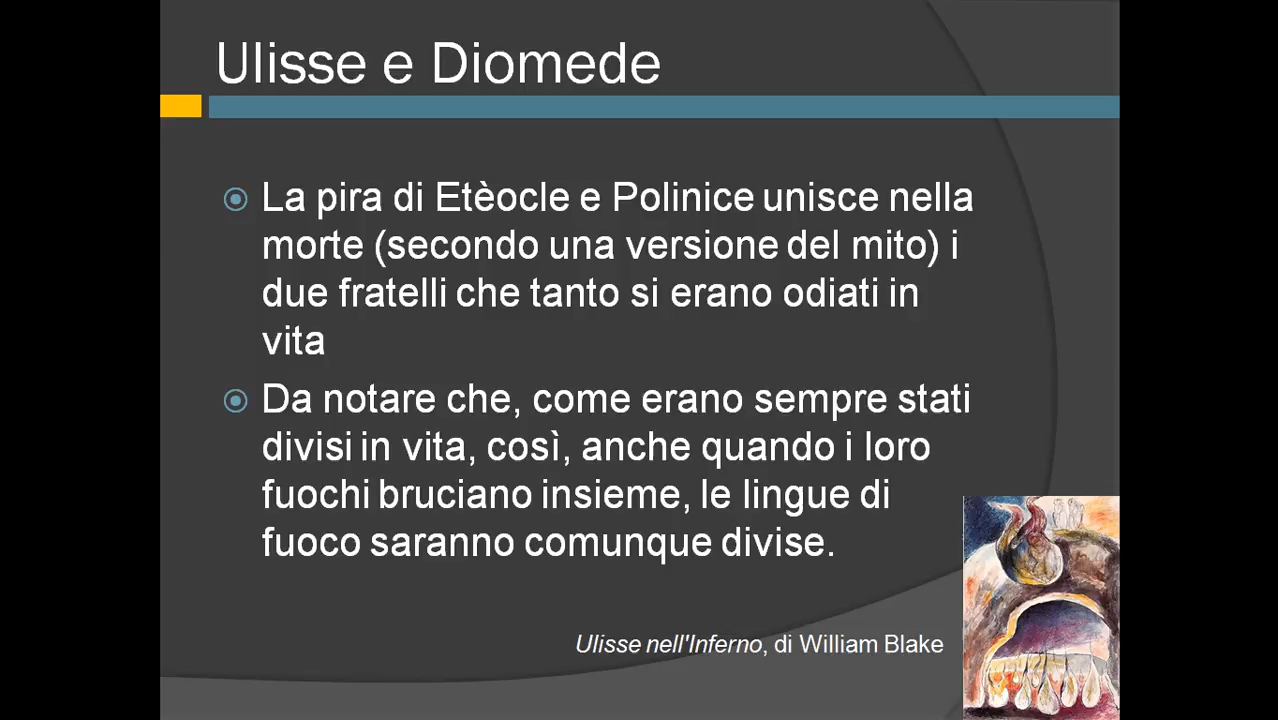 Ulisse e Diomede
La pira di Etèocle e Polinice unisce nella
morte (secondo una versione del mito) i
due fratelli che tanto si erano odiati in
vita
Da notare che, come erano sempre stati
divisi in vita, così, anche quando i loro
fuochi bruciano insieme, le lingue di
fuoco saranno comunque divise.
Ulisse nell'Inferno, di William Blake